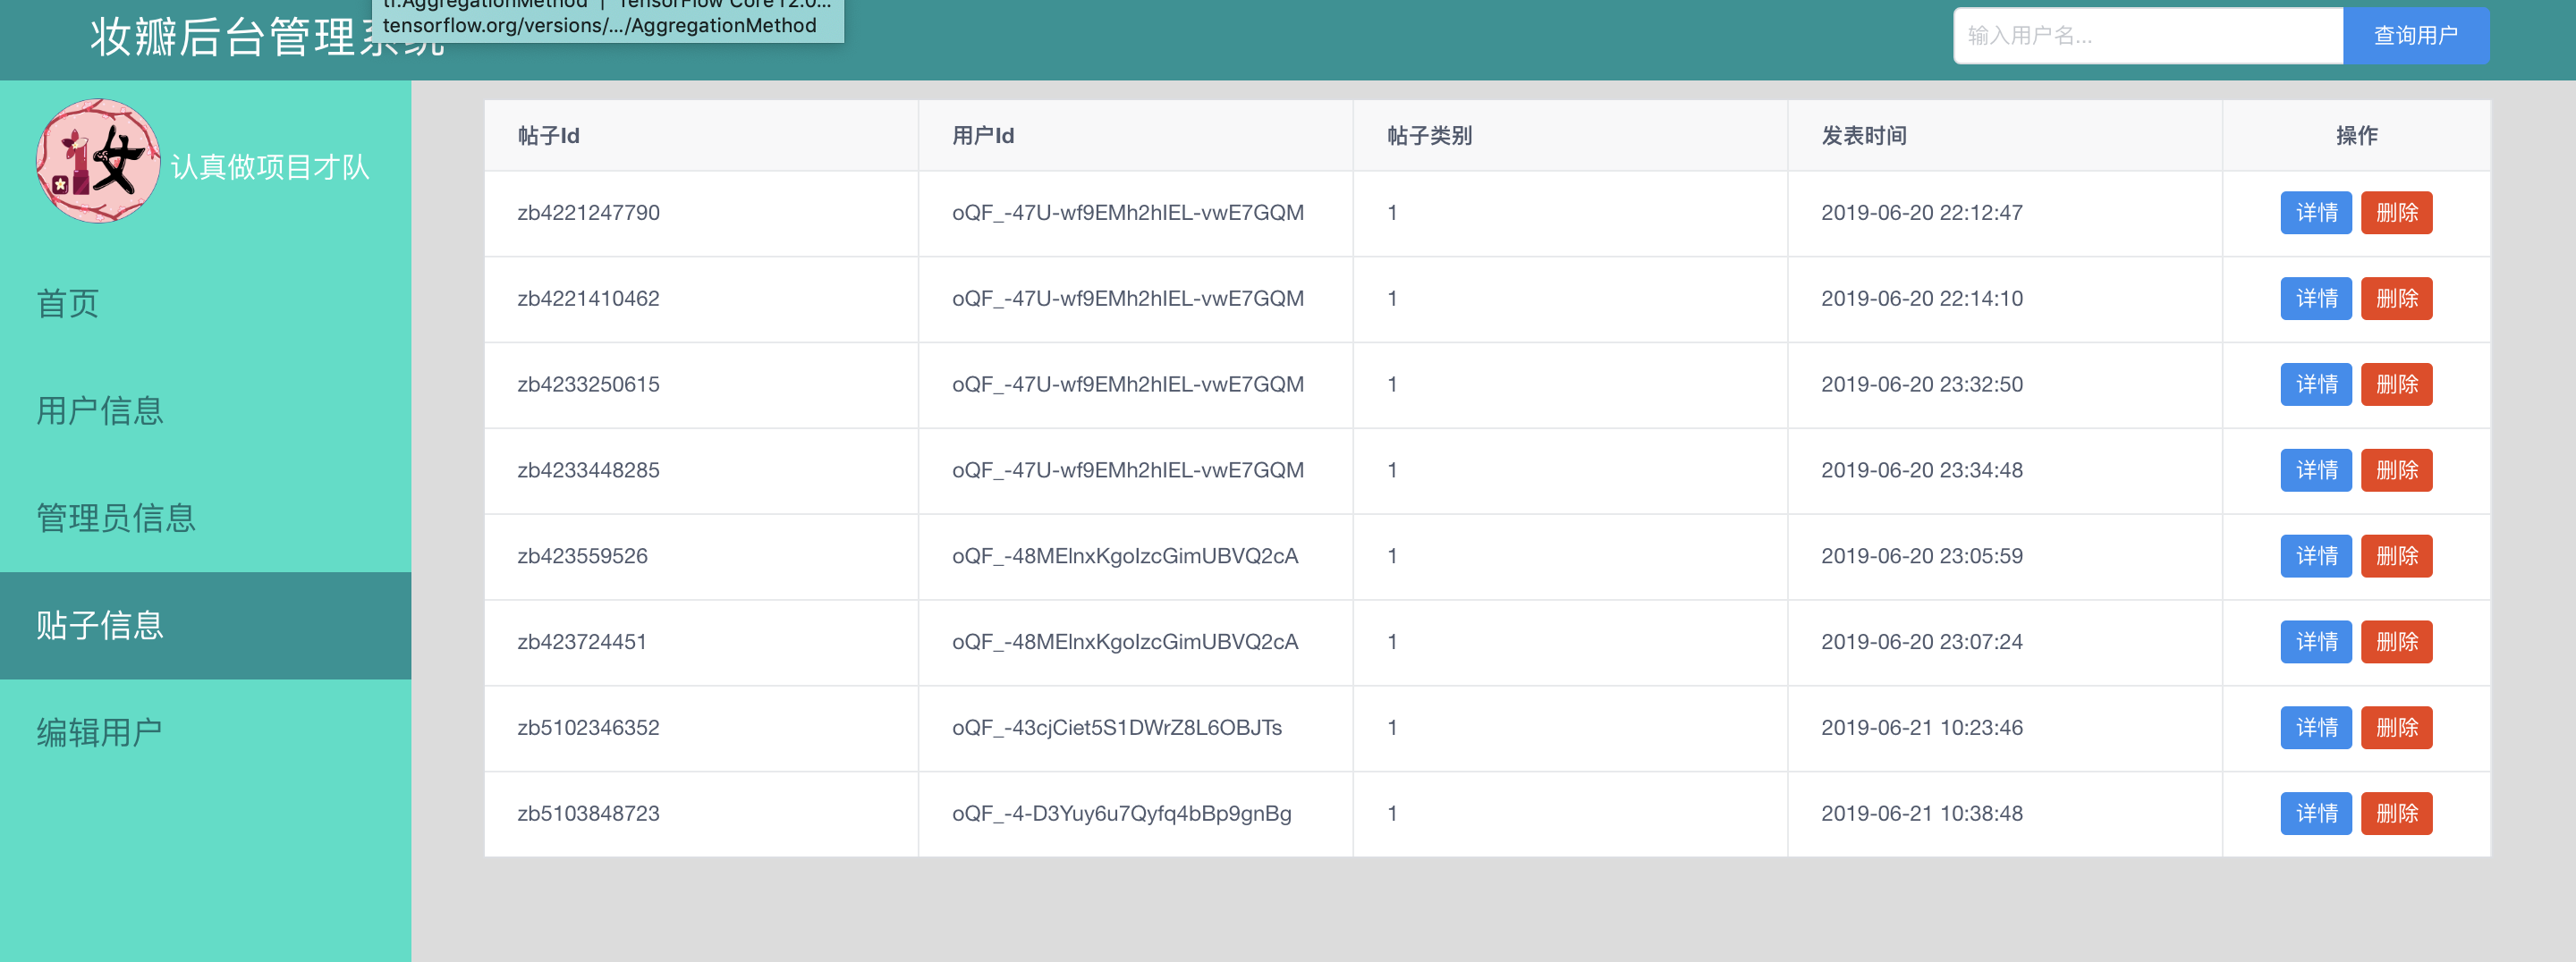 tf.AggregationMethod | TensorFlow Core r2.0...
tensorflow.org/versions/.../AggregationMethod
妆瓣后台管理系统
输入用户名...
查询用户
女
认真做项目才队
首页
用户信息
管理员信息
贴子信息
编辑用户
帖子Id 用户Id 帖子类别 发表时间 操作
zb4221247790 oQF_-47U-wf9EMh2hIEL-vwE7GQM 1 2019-06-20 22:12:47 详情 删除
zb4221410462 oQF_-47U-wf9EMh2hIEL-vwE7GQM 1 2019-06-20 22:14:10 详情 删除
zb4233250615 oQF_-47U-wf9EMh2hIEL-vwE7GQM 1 2019-06-20 23:32:50 详情 删除
zb4233448285 oQF_-47U-wf9EMh2hIEL-vwE7GQM 1 2019-06-20 23:34:48 详情 删除
zb423559526 oQF_-48MElnxKgoIzcGimUBVQ2cA 1 2019-06-20 23:05:59 详情 删除
zb423724451 oQF_-48MElnxKgoIzcGimUBVQ2cA 1 2019-06-20 23:07:24 详情 删除
zb5102346352 oQF_-43cjCiet5S1DWrZ8L6OBJTs 1 2019-06-21 10:23:46 详情 删除
zb5103848723 oQF_-4-D3Yuy6u7Qyfq4bBp9gnBg 1 2019-06-21 10:38:48 详情 删除